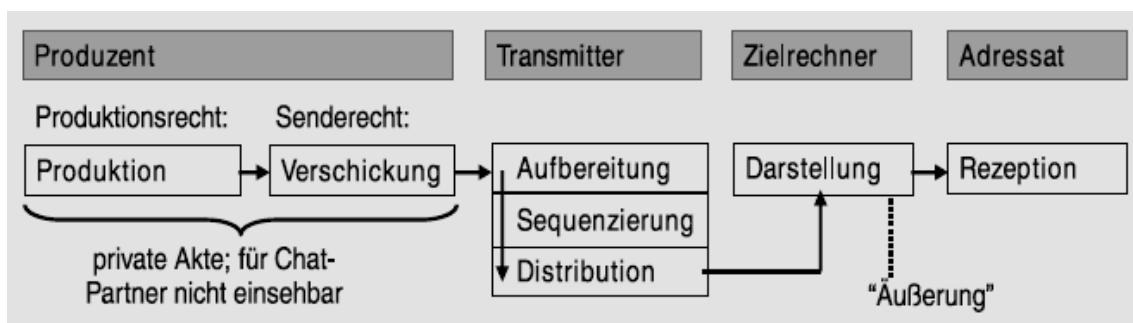 Produzent
Transmitter
Zielrechner
Adressat
Produktionsrecht:
Senderecht:
Produktion
Verschickung
Aufbereitung
Sequenzierung
Distribution
Darstellung
Rezeption
private Akte; für Chat-
Partner nicht einsehbar
"Äußerung"